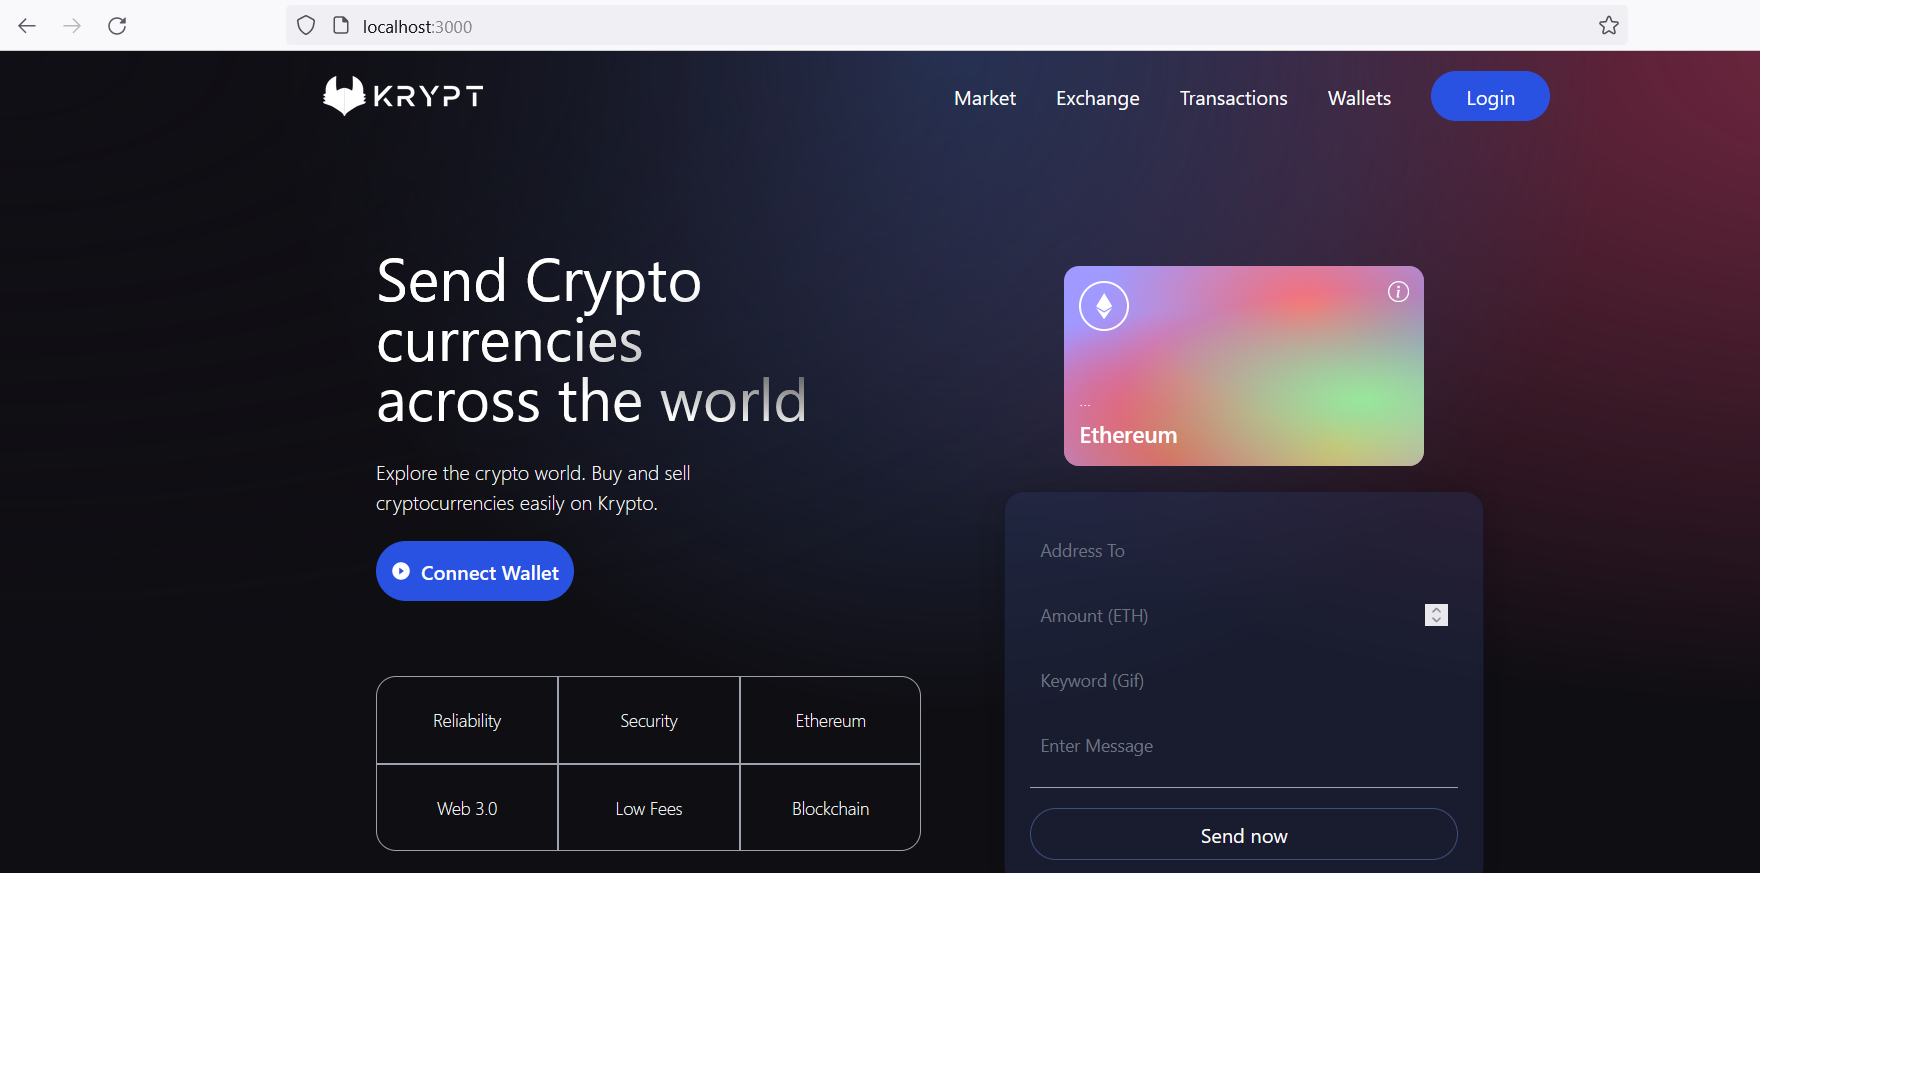 localhost:3000
KRYPT
Market Exchange Transactions Wallets Login
Send Crypto
currencies
across the world
Explore the crypto world. Buy and sell
cryptocurrencies easily on Krypto.
Connect Wallet
Reliability Security Ethereum
Web 3.0 Low Fees Blockchain
...
Ethereum
Address To
Amount (ETH)
Keyword (Gif)
Enter Message
Send now